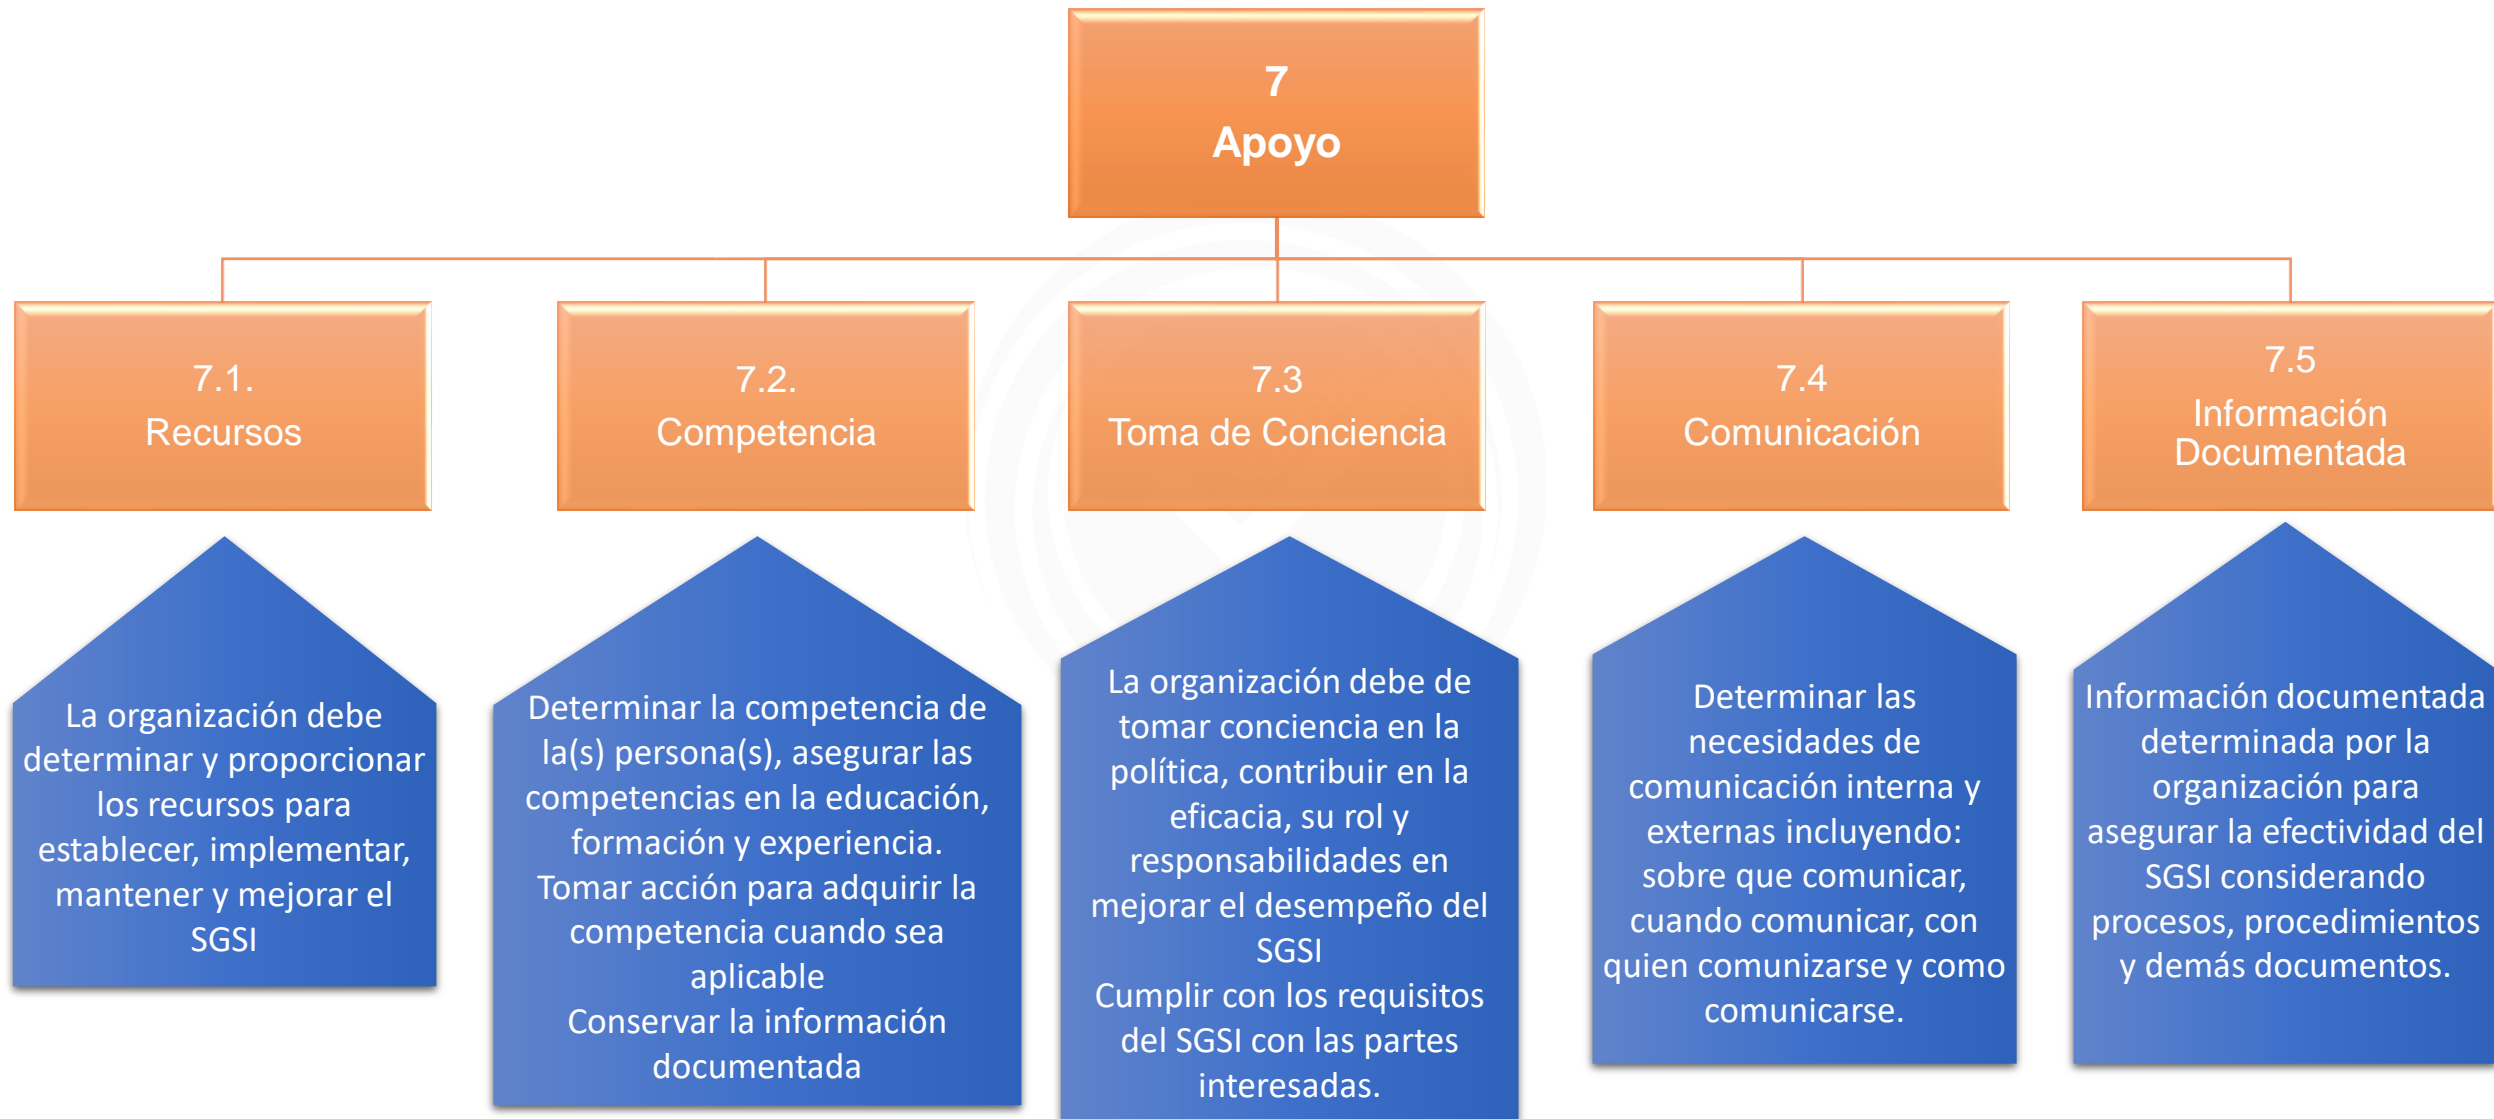 7
Apoyo
7.1.
Recursos
7.2.
Competencia
7.3
Toma de Conciencia
7.4
Comunicación
7.5
Información
Documentada
La organización debe
determinar y proporcionar
los recursos para
establecer, implementar,
mantener y mejorar el
SGSI
Determinar la competencia de
la(s) persona(s), asegurar las
competencias en la educación,
formación y experiencia.
Tomar acción para adquirir la
competencia cuando sea
aplicable
Conservar la información
documentada
La organización debe de
tomar conciencia en la
política, contribuir en la
eficacia, su rol y
responsabilidades en
mejorar el desempeño del
SGSI
Cumplir con los requisitos
del SGSI con las partes
interesadas.
Determinar las
necesidades de
comunicación interna y
externas incluyendo:
sobre que comunicar,
cuando comunicar, con
quien comunizarse y como
comunicarse.
Información documentada
determinada por la
organización para
asegurar la efectividad del
SGSI considerando
procesos, procedimientos
y demás documentos.